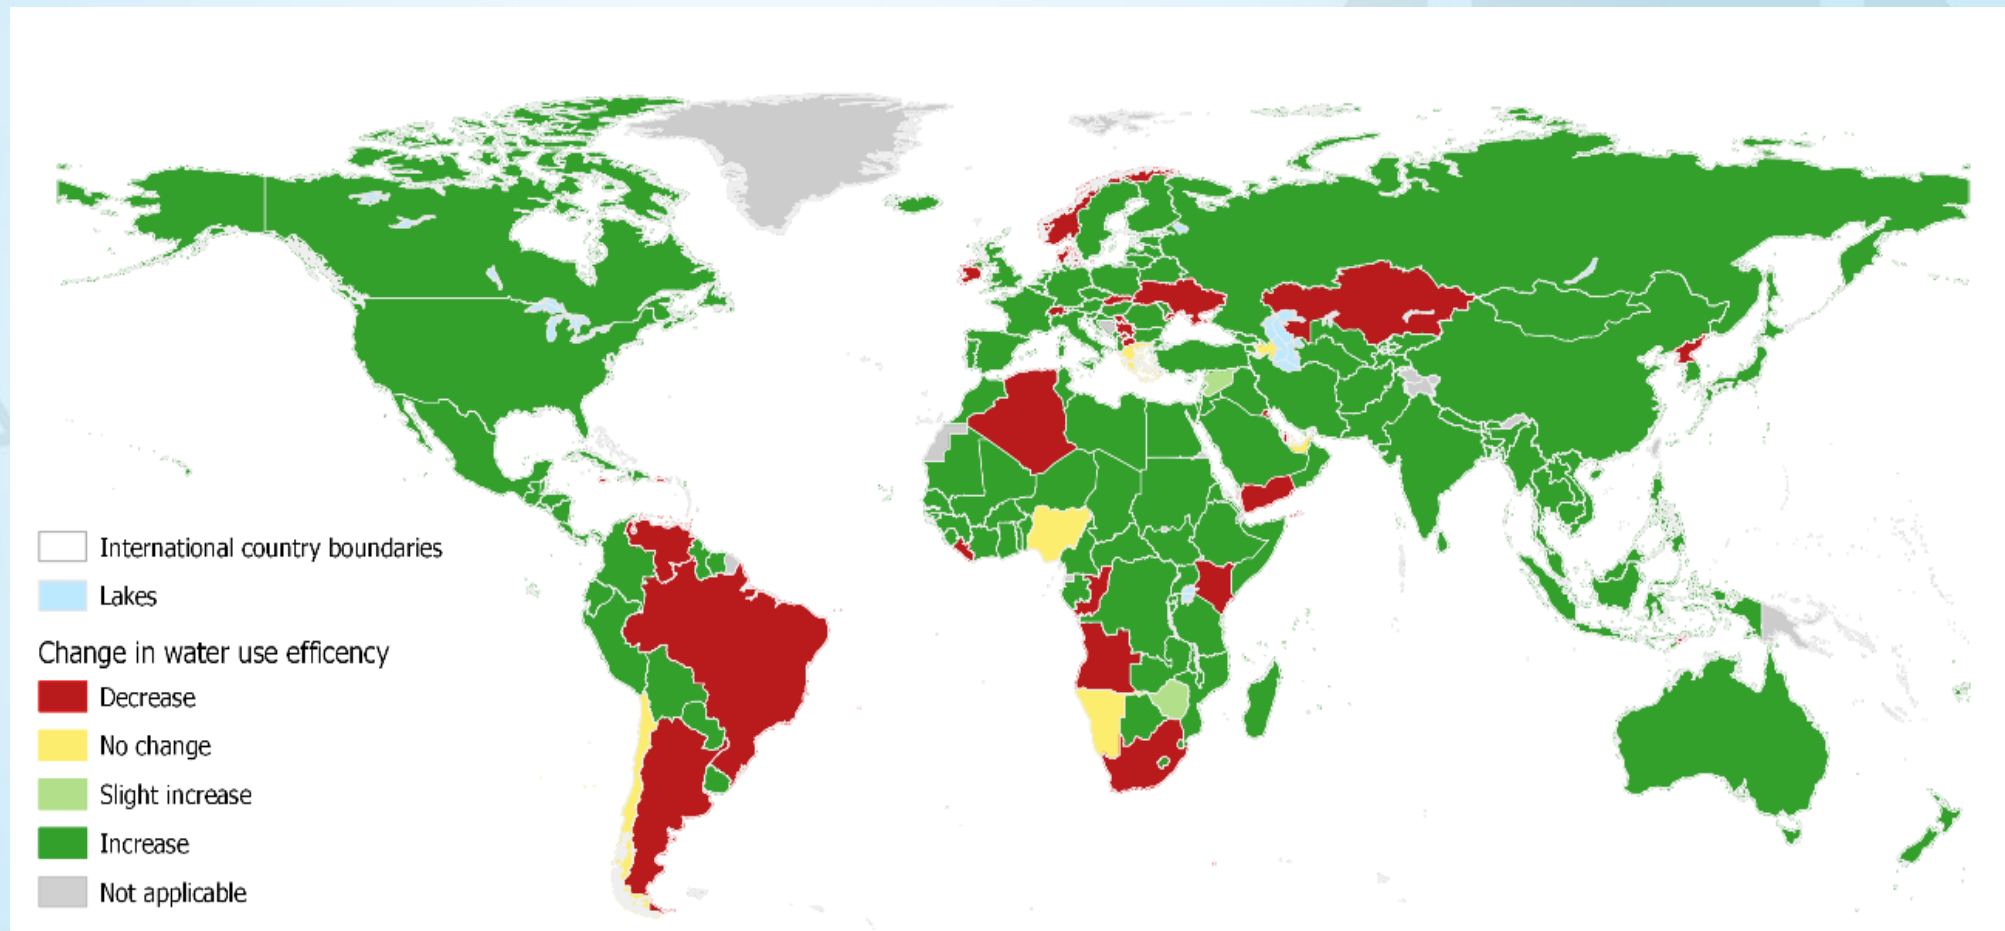 International country boundaries
Lakes
Change in water use efficency
Decrease
No change
Slight increase
Increase
Not applicable